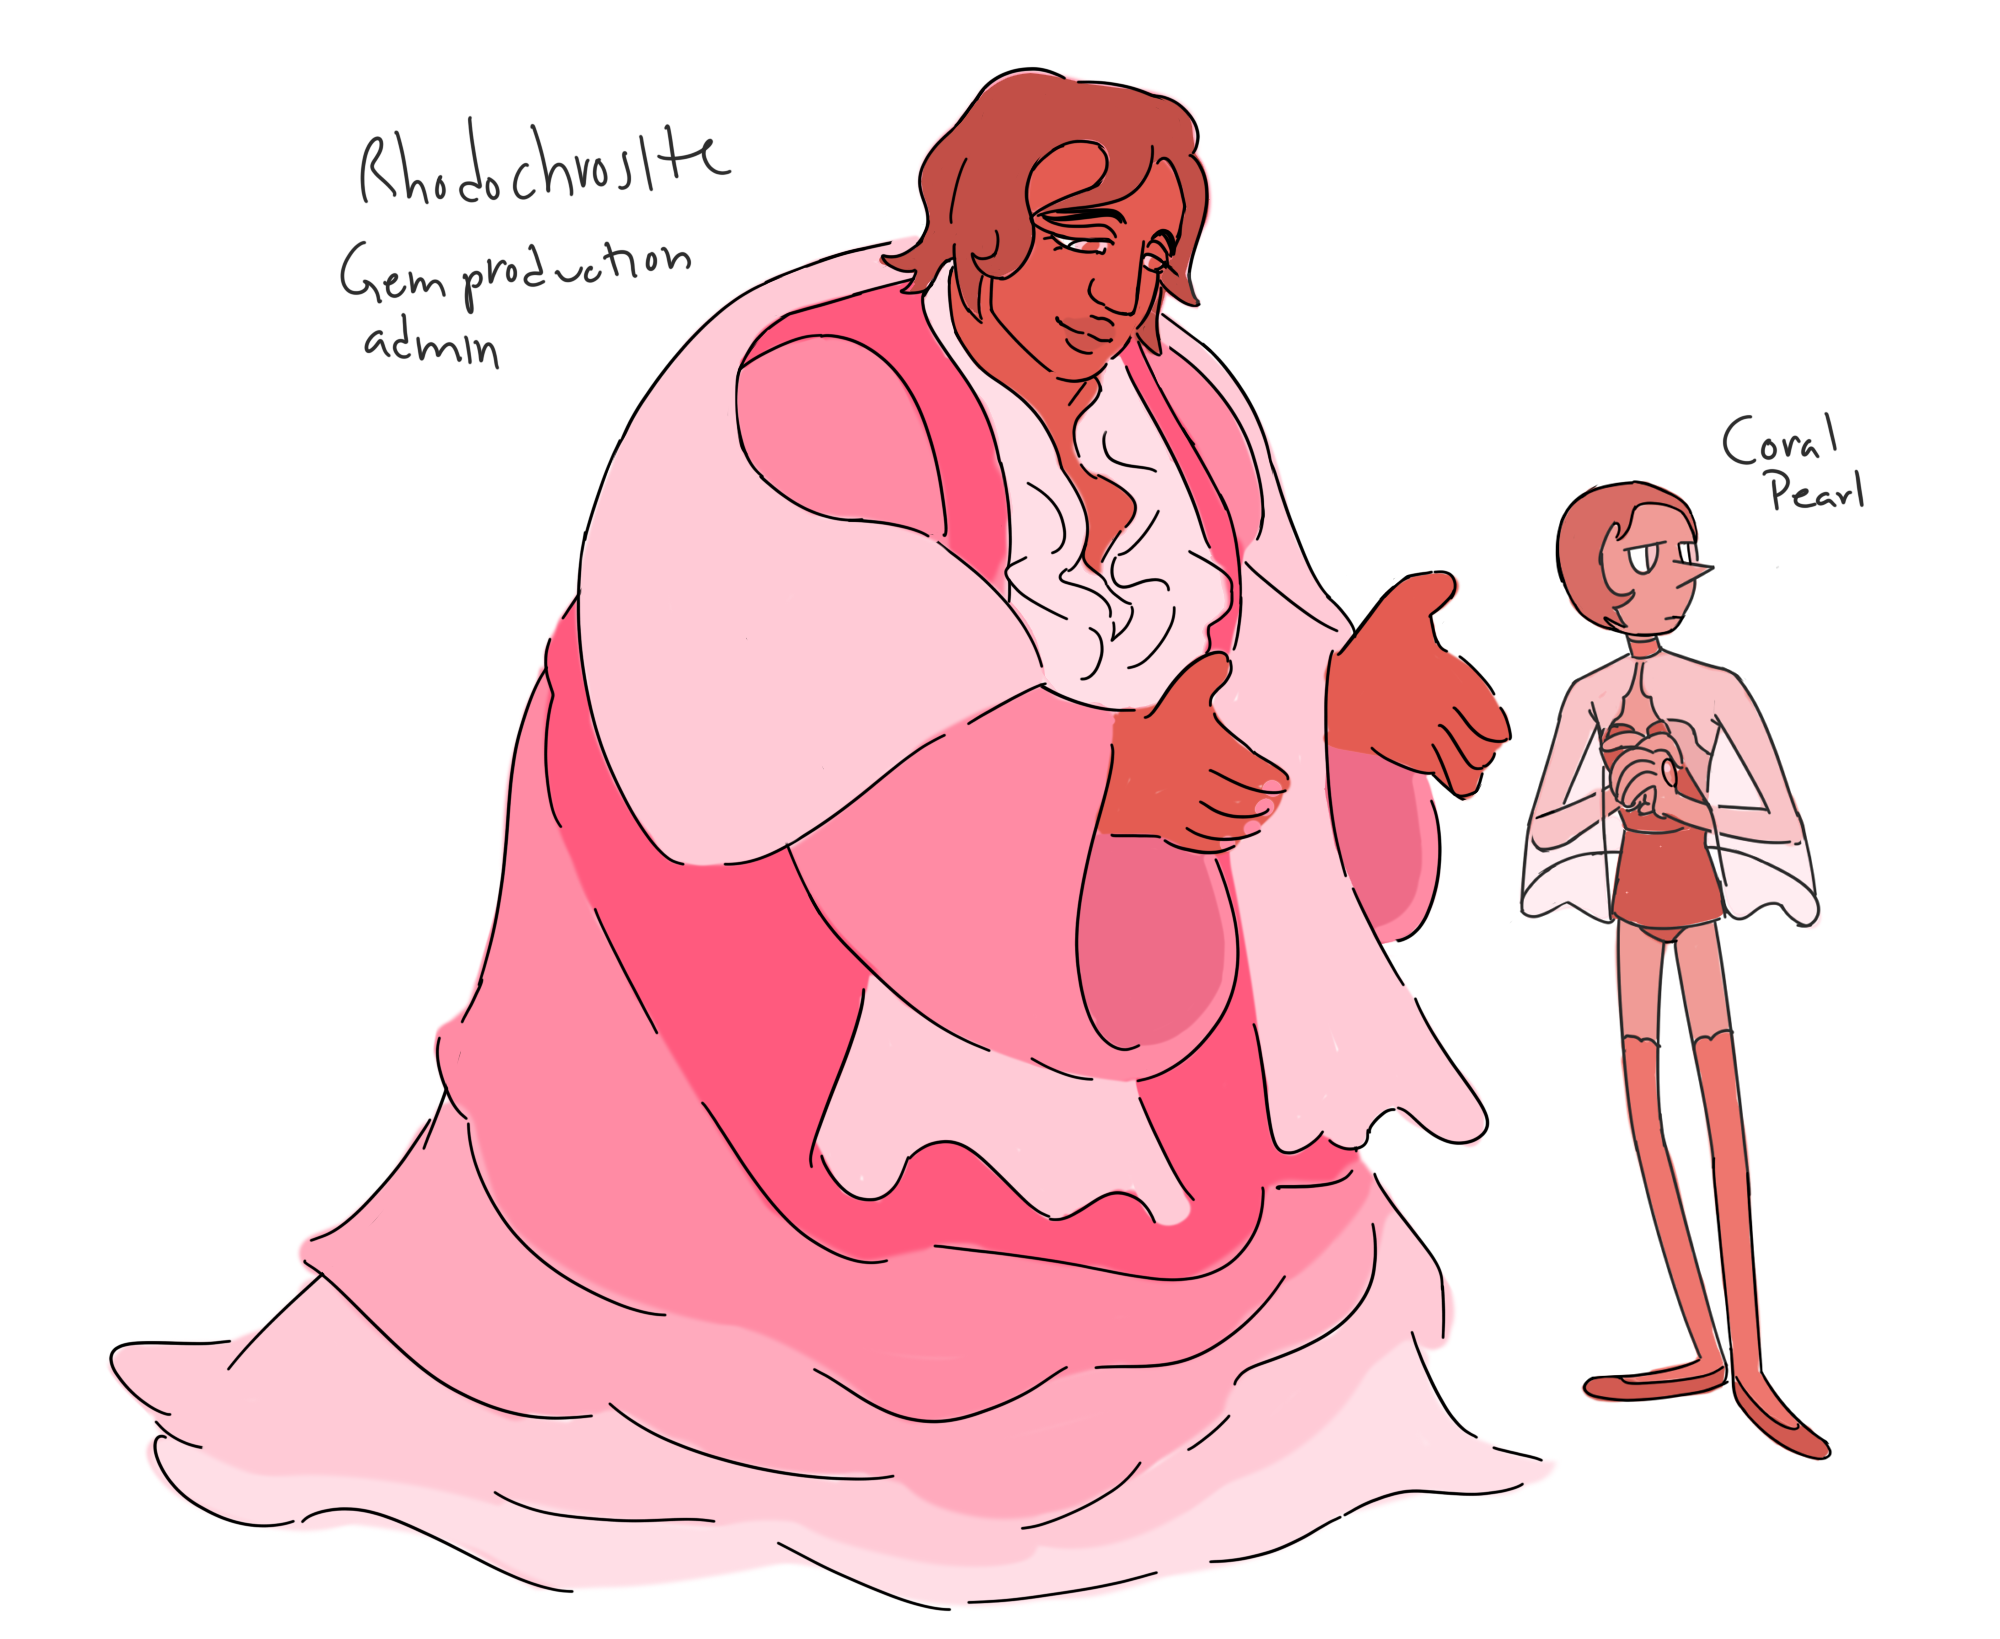 Rhodochrosite
Gem production
admin
Coral
Pearl